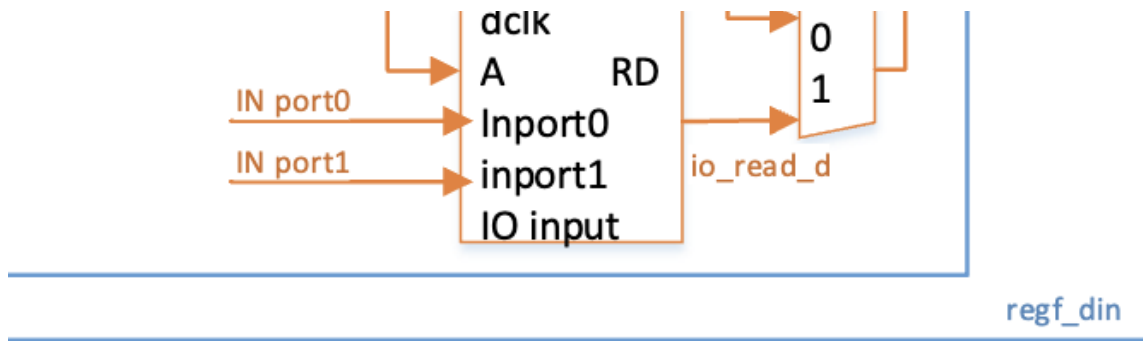 dclk
0
A RD
1
IN port0
Inport0
IN port1
inport1
io_read_d
IO input
regf_din